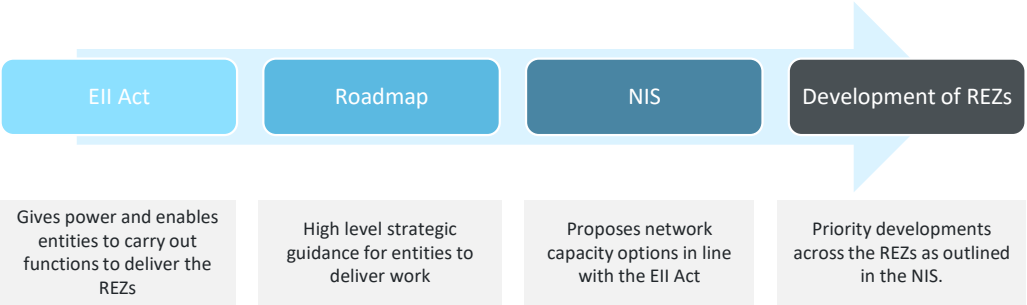 EII Act
Roadmap
NIS
Development of REZs
Gives power and enables
entities to carry out
functions to deliver the
REZs
High level strategic
guidance for entities to
deliver work
Proposes network
capacity options in line
with the EII Act
Priority developments
across the REZs as outlined
in the NIS.